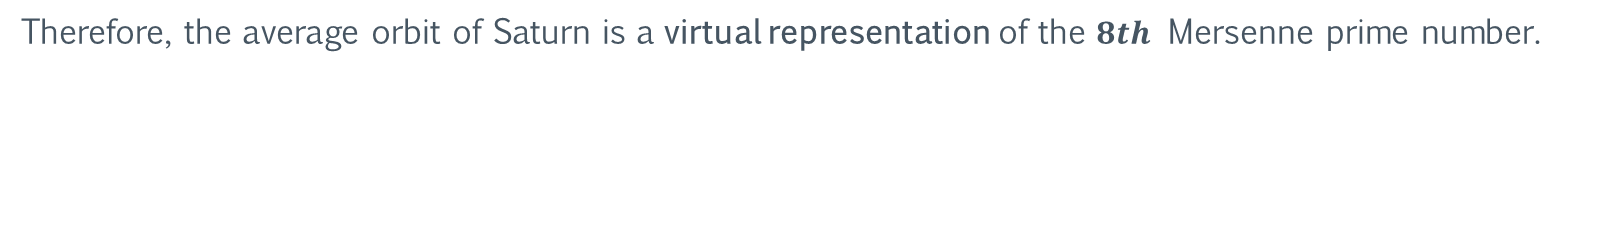 Therefore, the average orbit of Saturn is a virtual representation of the 8th Mersenne prime number.